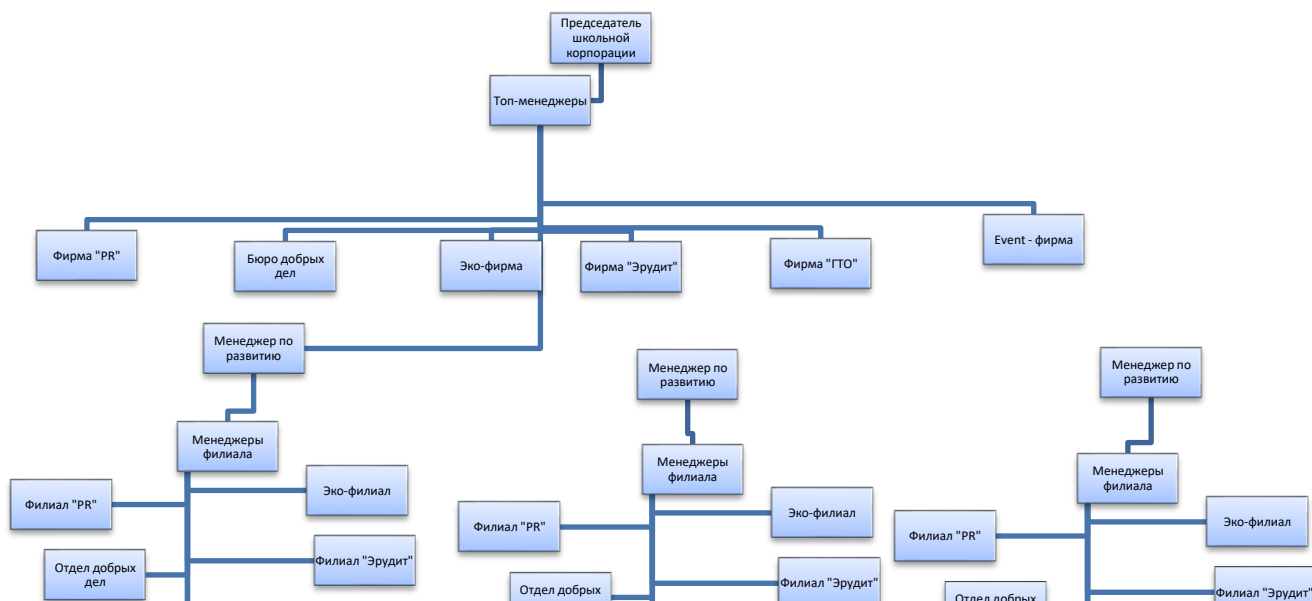 Председатель
школьной
корпорации
Топ-менеджеры
Фирма "PR"
Бюро добрых
дел
Эко-фирма
Фирма "Эрудит"
Фирма "ГТО"
Event - фирма
Менеджер по
развитию
Менеджеры
филиала
Филиал "PR"
Эко-филиал
Отдел добрых
дел
Филиал "Эрудит"
Менеджер по
развитию
Менеджеры
филиала
Филиал "PR"
Эко-филиал
Отдел добрых
Филиал "Эрудит"
Менеджер по
развитию
Менеджеры
филиала
Филиал "PR"
Эко-филиал
Отдел добрых
Филиал "Эрудит"